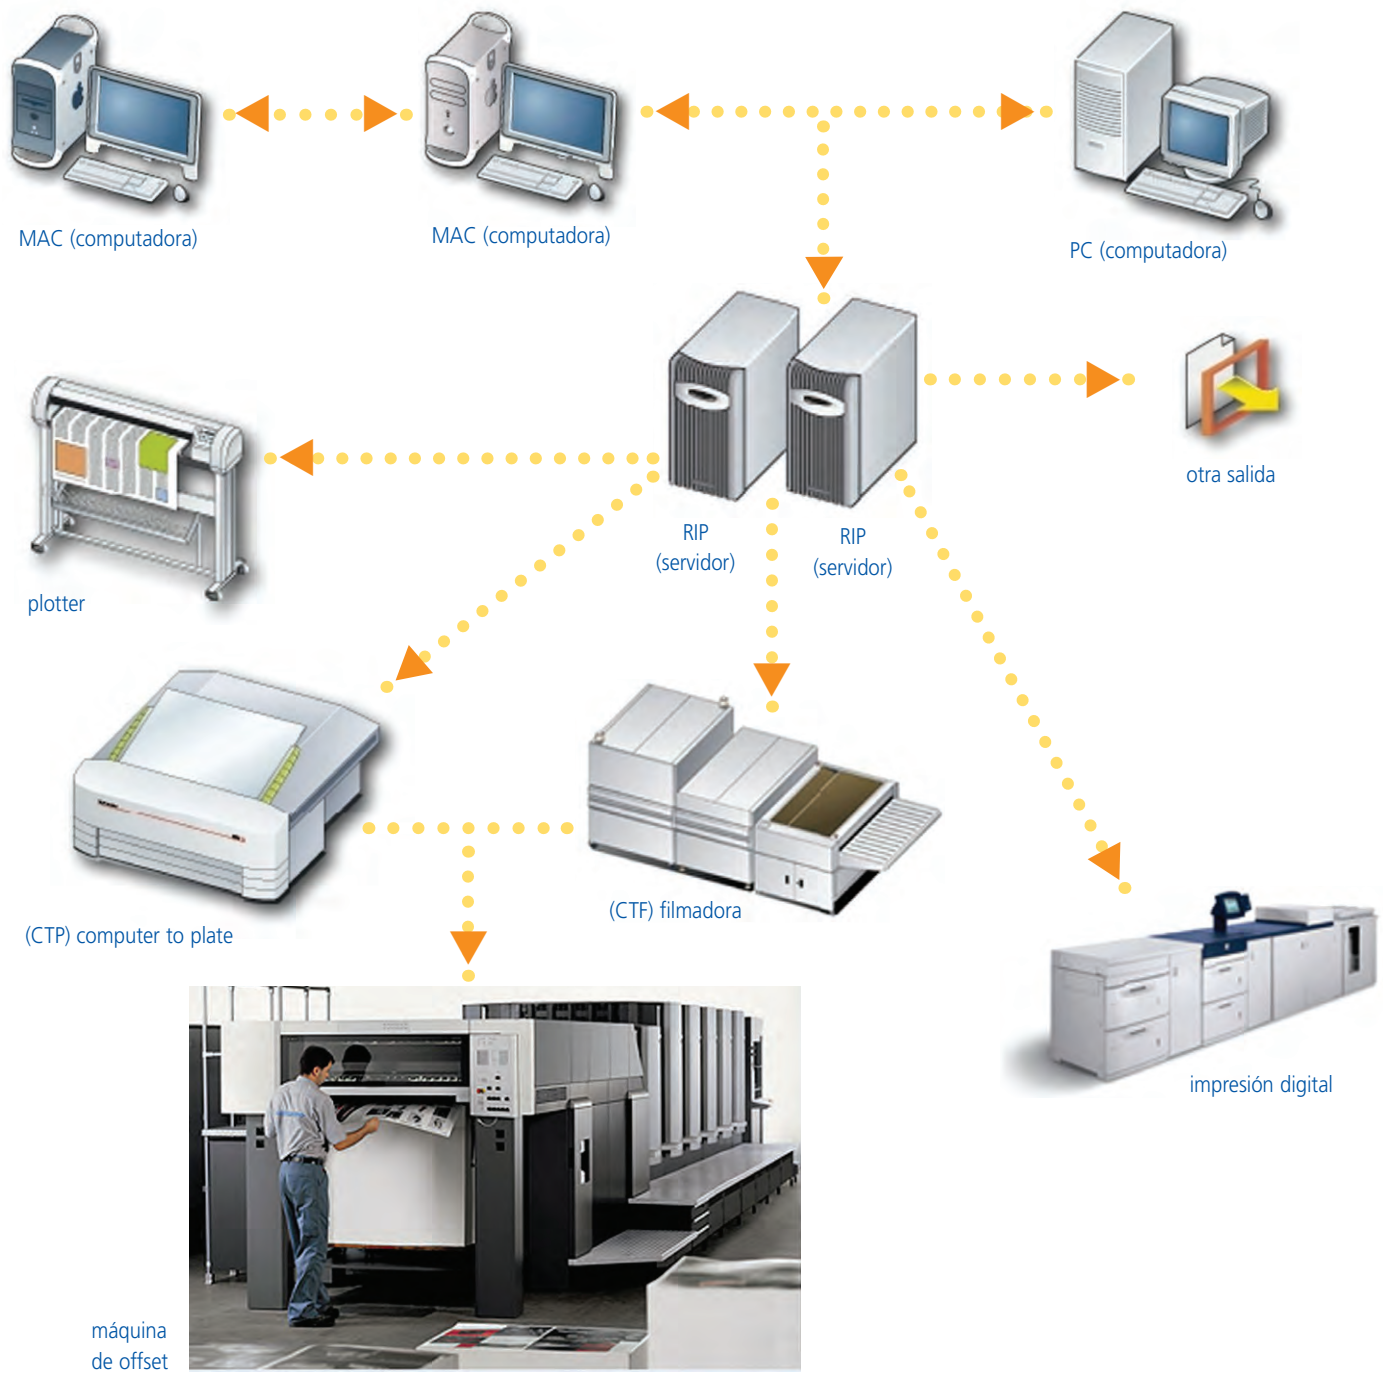 MAC (computadora)
MAC (computadora)
PC (computadora)
otra salida
RIP
(servidor)
RIP
(servidor)
plotter
(CTP) computer to plate
(CTF) filmadora
impresión digital
máquina
de offset